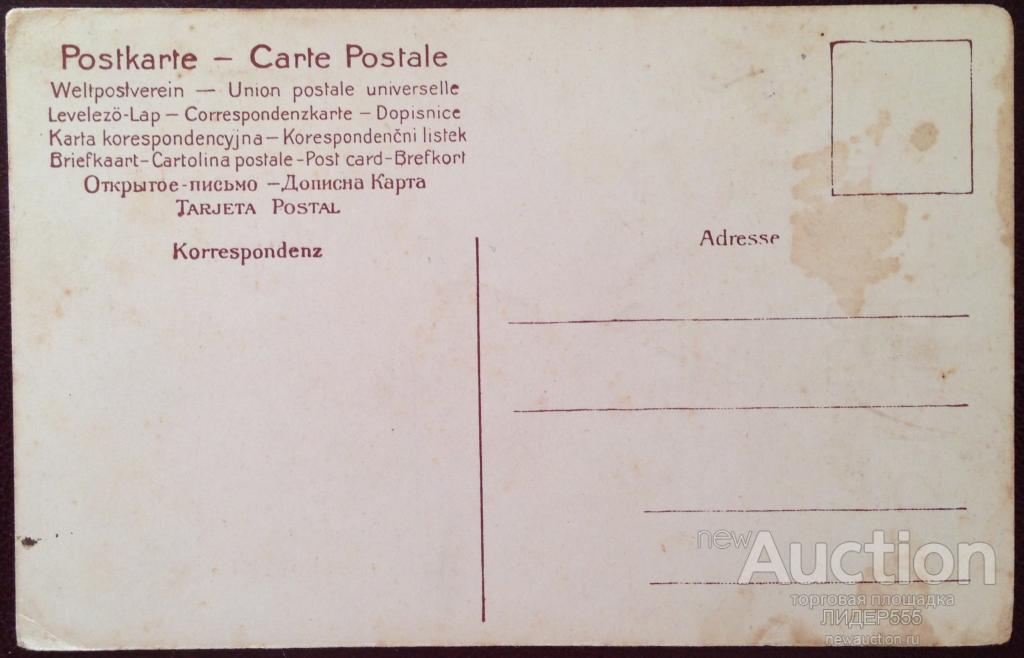 Postkarte – Carte Postale
Weltpostverein — Union postale universelle
Levelezö-Lap – Correspondenzkarte – Dopisnice
Karta korespondencyjna – Korespondenčni listek
Briefkaart-Cartolina postale-Post card-Brefkort
Открытое-письмо – Дописна Карта
TARJETA POSTAL
Korrespondenz
Adresse
newAuction
торговая площадка
ЛИДЕР555
newauction.ru